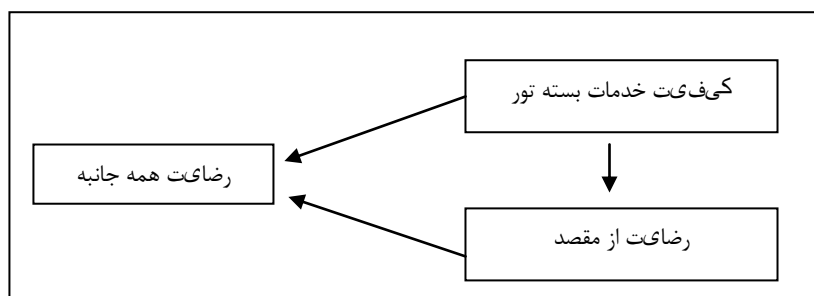 کیفیت خدمات بسته تور
رضایت همه جانبه
رضایت از مقصد